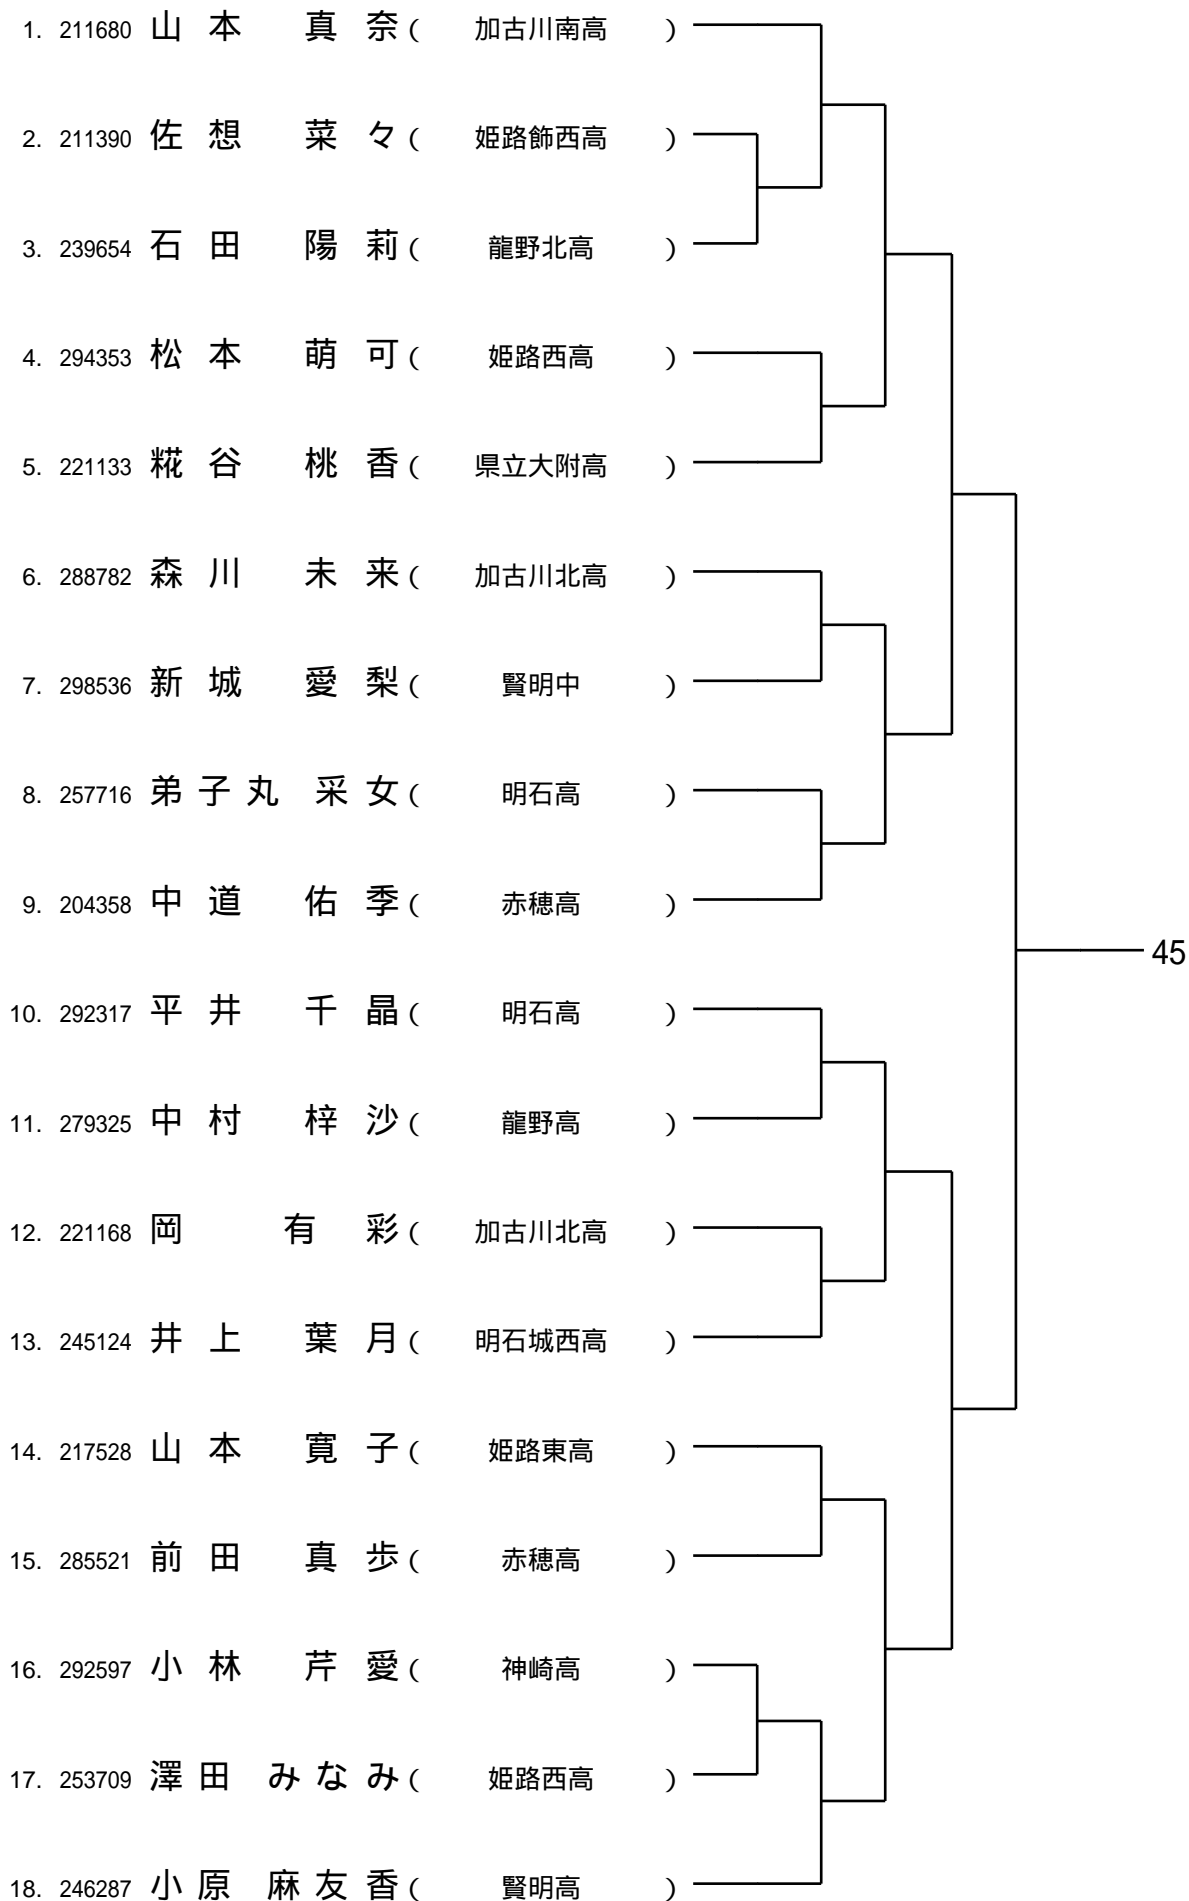 1. 211680 山本 真奈( 加古川南高 )
2. 211390 佐想 菜々( 姫路飾西高 )
3. 239654 石田 陽莉( 龍野北高 )
4. 294353 松本 萌可( 姫路西高 )
5. 221133 糀谷 桃香( 県立大附高 )
6. 288782 森川 未来( 加古川北高 )
7. 298536 新城 愛梨( 賢明中 )
8. 257716 弟子丸 采女( 明石高 )
9. 204358 中道 佑季( 赤穂高 )
45
10. 292317 平井 千晶( 明石高 )
11. 279325 中村 梓沙( 龍野高 )
12. 221168 岡 有彩( 加古川北高 )
13. 245124 井上 葉月( 明石城西高 )
14. 217528 山本 寛子( 姫路東高 )
15. 285521 前田 真歩( 赤穂高 )
16. 292597 小林 芹愛( 神崎高 )
17. 253709 澤田 みなみ( 姫路西高 )
18. 246287 小原 麻友香( 賢明高 )